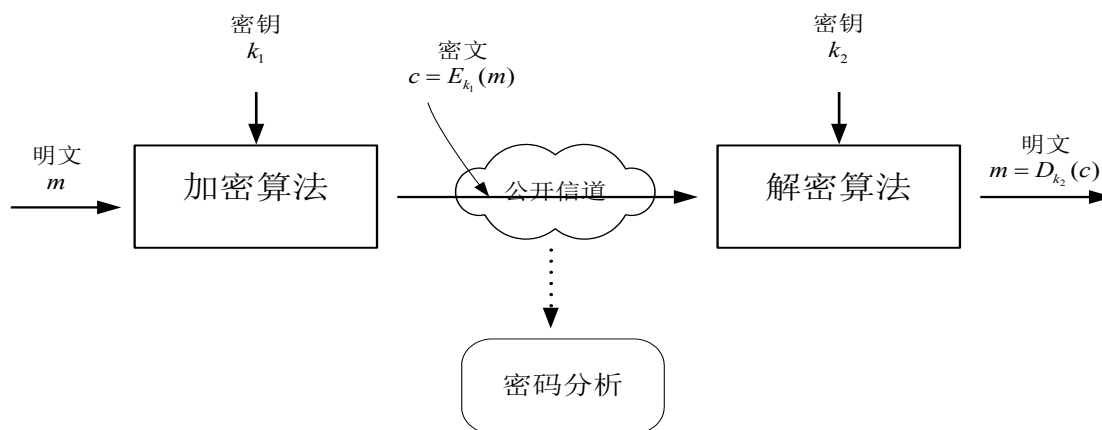 密钥
k₁
密文
c = E_{k₁}(m)
密钥
k₂
明文
m
加密算法
公开信道
解密算法
明文
m = D_{k₂}(c)
密码分析